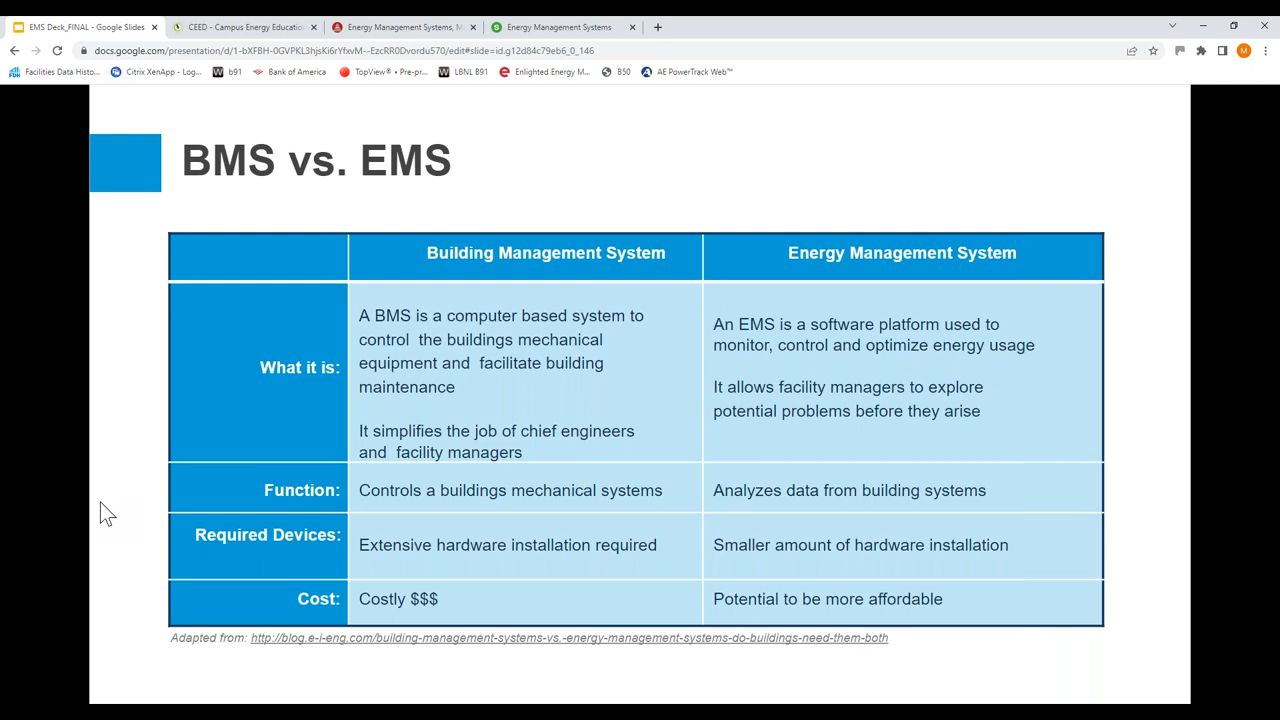 EMS Deck_FINAL - Google Slides
CEED - Campus Energy Education
Energy Management Systems, M
Energy Management Systems
docs.google.com/presentation/d/1-bXFBH-0GVPKL3hjsKi6rYfxvM--EzcRR0Dvordu570/edit#slide=id.g12d84c79eb6_0_146
M
Facilities Data Histo...
Citrix XenApp - Log...
b91
Bank of America
TopView® • Pre-pr...
LBNL B91
Enlighted Energy M...
B50
AE PowerTrack Web™
BMS vs. EMS
Building Management System
Energy Management System
What it is:
A BMS is a computer based system to
control the buildings mechanical
equipment and facilitate building
maintenance
It simplifies the job of chief engineers
and facility managers
An EMS is a software platform used to
monitor, control and optimize energy usage
It allows facility managers to explore
potential problems before they arise
Function:
Controls a buildings mechanical systems
Analyzes data from building systems
Required Devices:
Extensive hardware installation required
Smaller amount of hardware installation
Cost:
Costly $$$
Potential to be more affordable
Adapted from: http://blog.e-i-eng.com/building-management-systems-vs.-energy-management-systems-do-buildings-need-them-both